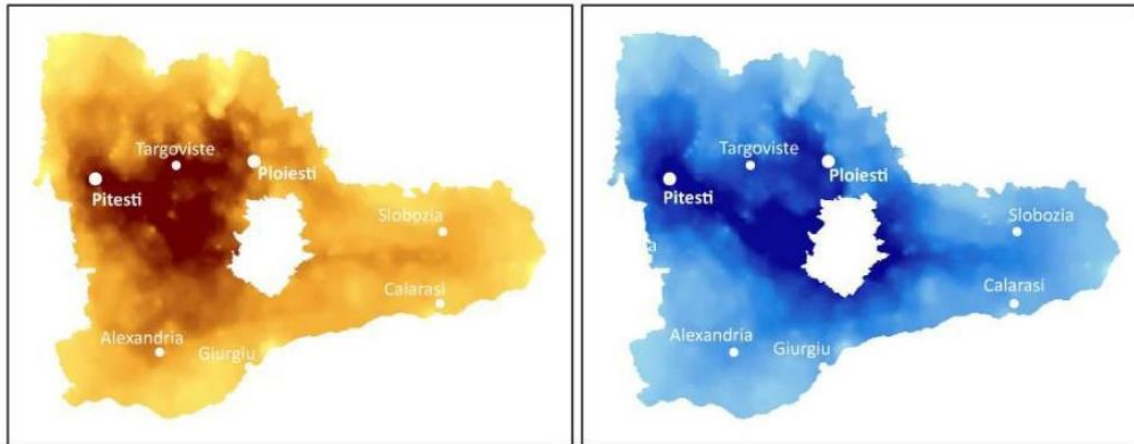 Targoviste
Ploiesti
Pitesti
Slobozia
Calarasi
Alexandria
Giurgiu
Targoviste
Ploiesti
Pitesti
Slobozia
a
Calarasi
Alexandria
Giurgiu